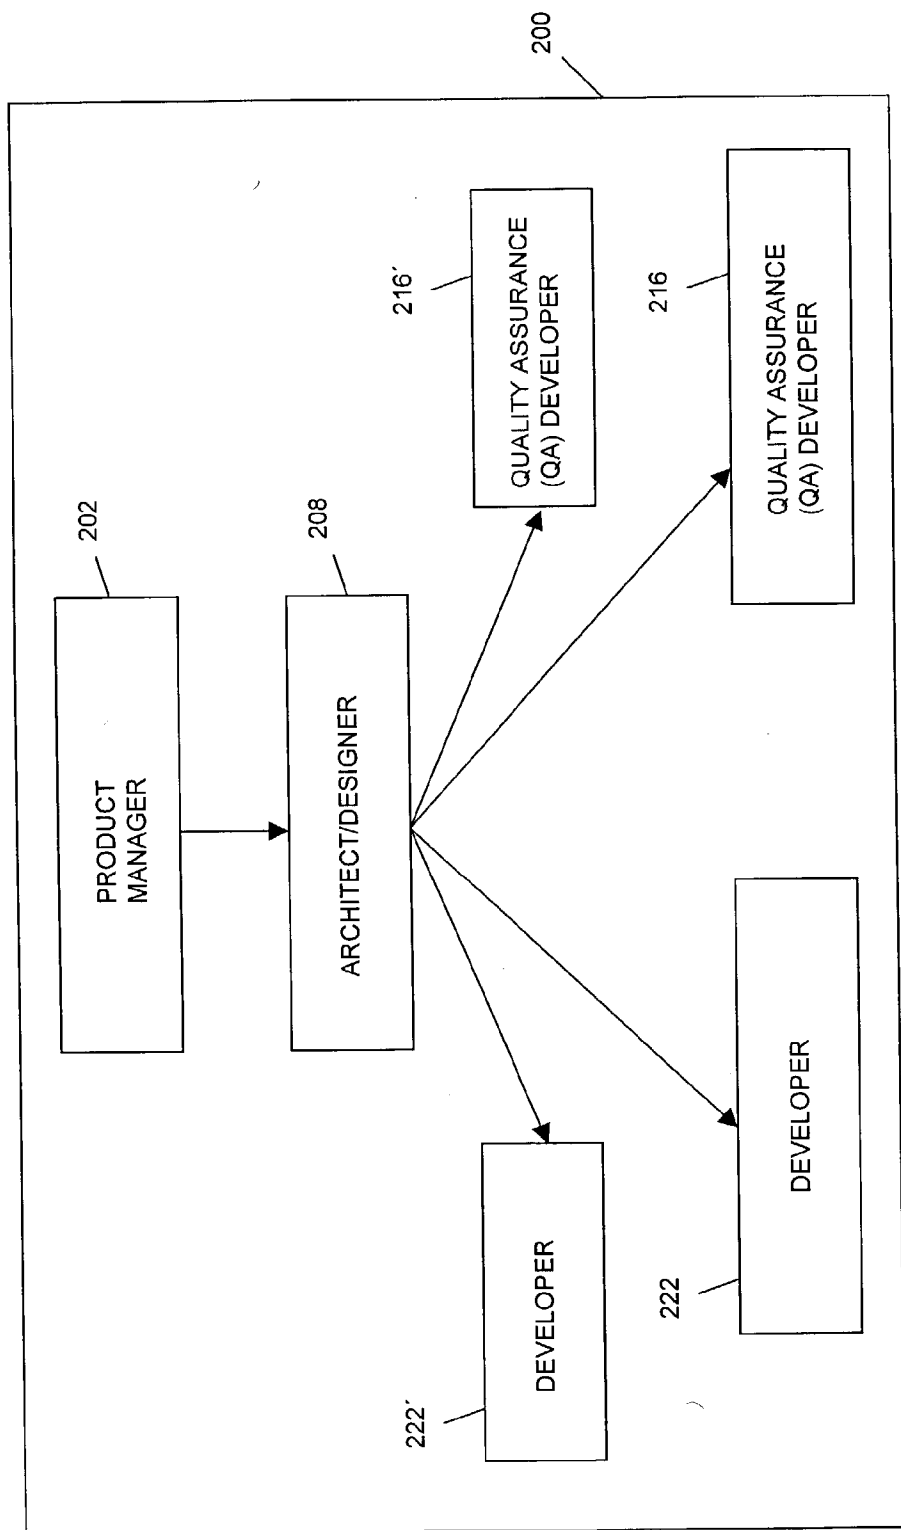 200
202
PRODUCT
MANAGER
208
ARCHITECT/DESIGNER
222´
DEVELOPER
216´
QUALITY ASSURANCE
(QA) DEVELOPER
222
DEVELOPER
216
QUALITY ASSURANCE
(QA) DEVELOPER